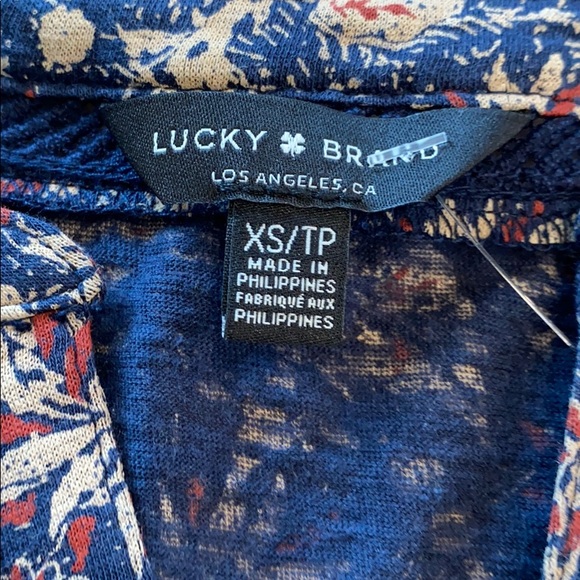 LUCKY BRAND
LOS ANGELES, CA
XS/TP
MADE IN
PHILIPPINES
FABRIQUÉ AUX
PHILIPPINES